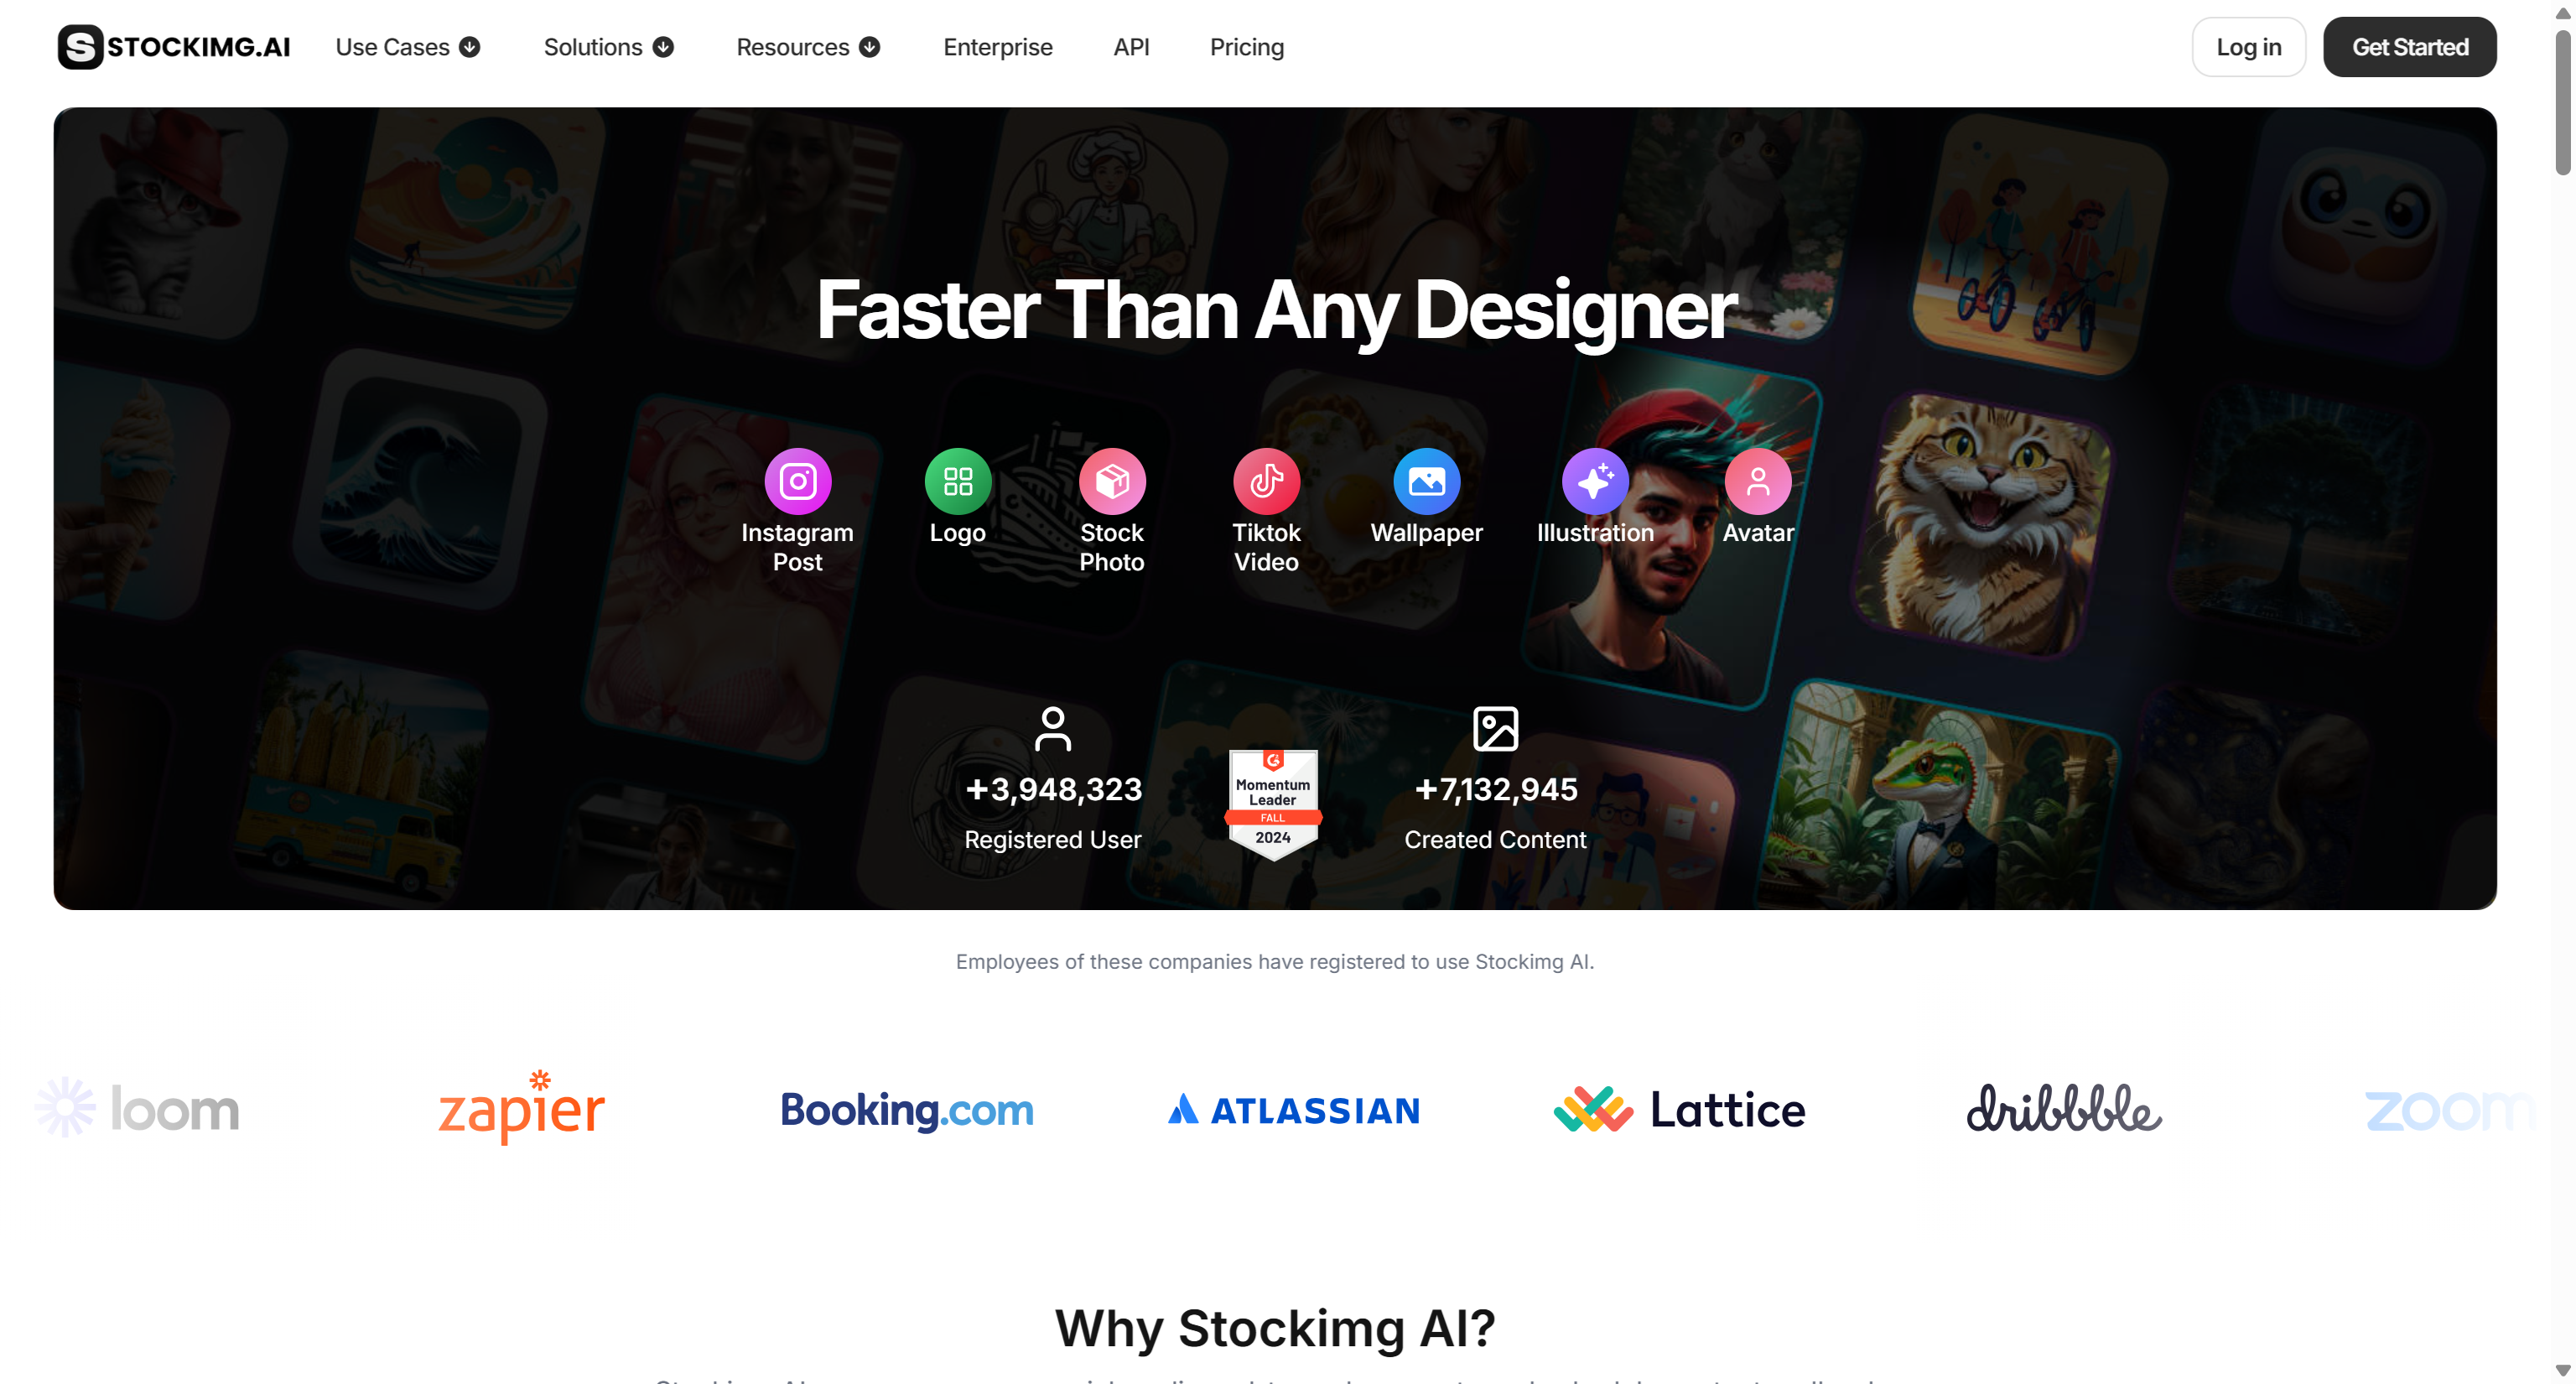 STOCKIMG.AI
Use Cases
Solutions
Resources
Enterprise
API
Pricing
Log in
Get Started
Faster Than Any Designer
Instagram
Post
Logo
Stock
Photo
Tiktok
Video
Wallpaper
Illustration
Avatar
+3,948,323
Registered User
Momentum
Leader
FALL
2024
+7,132,945
Created Content
Employees of these companies have registered to use Stockimg AI.
loom
zapier
Booking.com
ATLASSIAN
Lattice
dribbble
zoom
Why Stockimg AI?